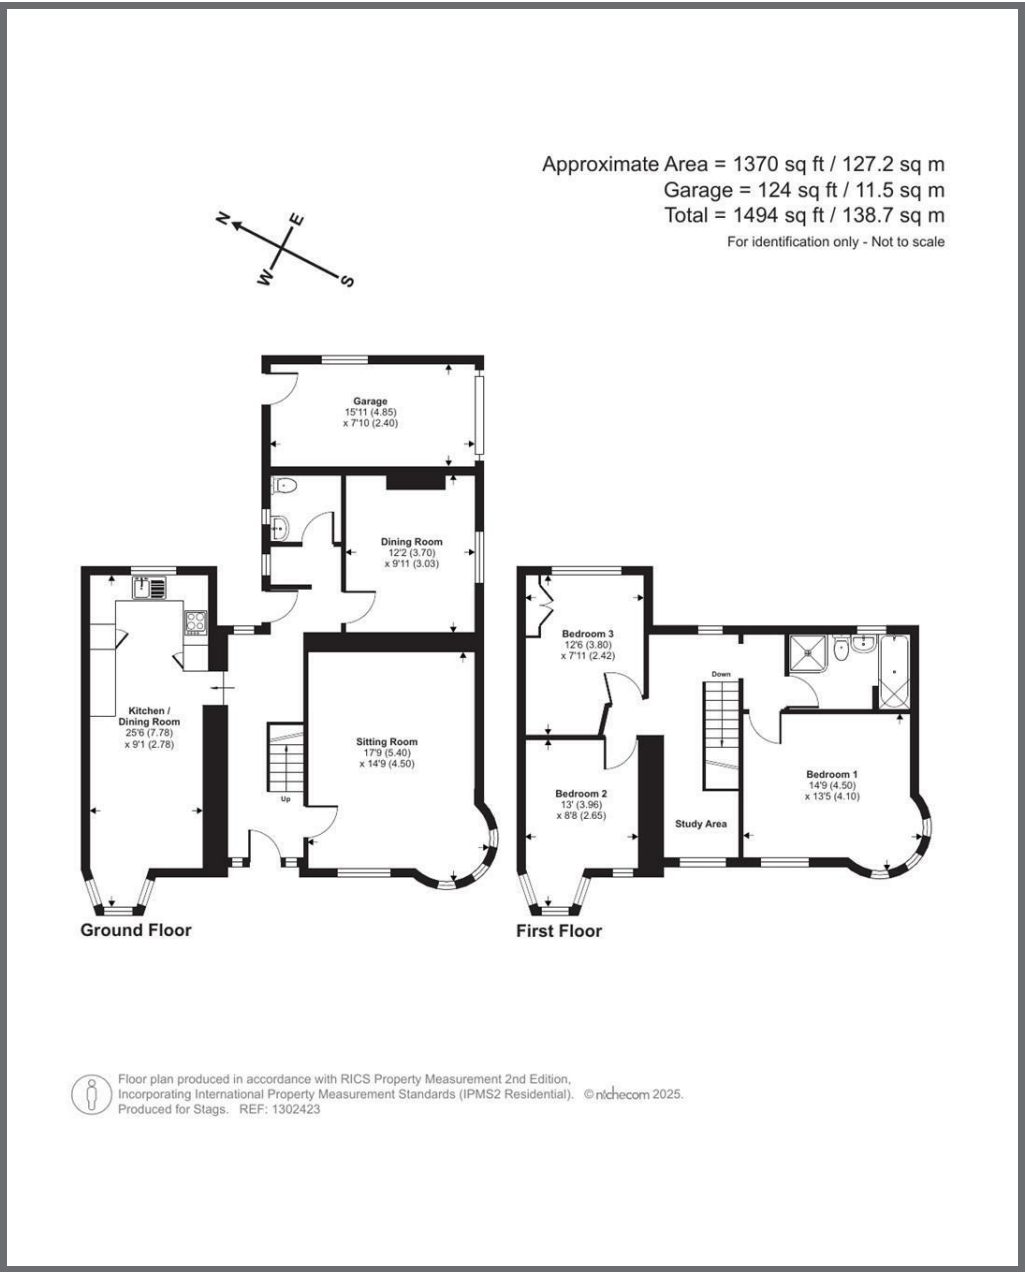 Approximate Area = 1370 sq ft / 127.2 sq m
Garage = 124 sq ft / 11.5 sq m
Total = 1494 sq ft / 138.7 sq m
For identification only - Not to scale
N
E
W
S
Garage
15'11 (4.85)
x 7'10 (2.40)
Dining Room
12'2 (3.70)
x 9'11 (3.03)
Kitchen /
Dining Room
25'6 (7.78)
x 9'1 (2.78)
Sitting Room
17'9 (5.40)
x 14'9 (4.50)
Up
Ground Floor
Bedroom 3
12'6 (3.80)
x 7'11 (2.42)
Down
Bedroom 2
13' (3.96)
x 8'8 (2.65)
Bedroom 1
14'9 (4.50)
x 13'5 (4.10)
Study Area
First Floor
Floor plan produced in accordance with RICS Property Measurement 2nd Edition,
Incorporating International Property Measurement Standards (IPMS2 Residential). © nichecom 2025.
Produced for Stags. REF: 1302423